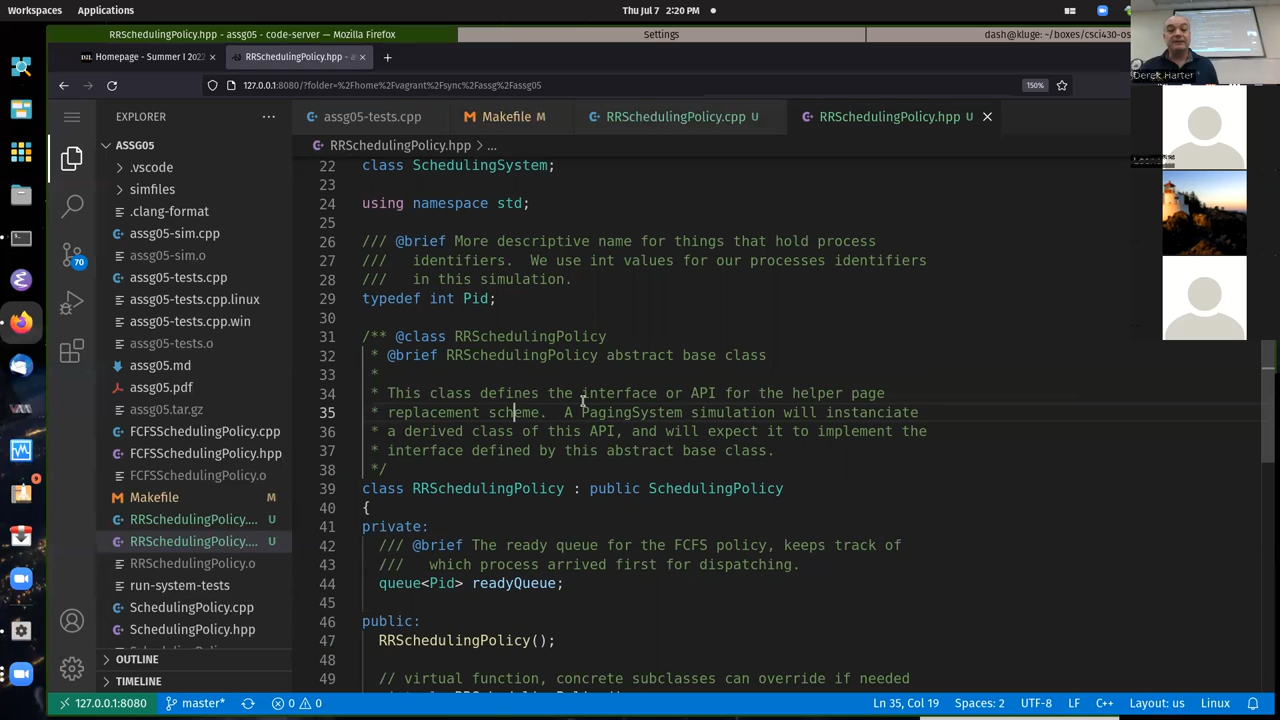 Workspaces Applications Thu Jul 7 2:20 PM
RRSchedulingPolicy.hpp - assg05 - code-server — Mozilla Firefox Settings dash@kluge: ~/boxes/csci430-os
Homepage - Summer I 2022 RRSchedulingPolicy.hpp - a
127.0.0.1:8080/?folder=%2Fhome%2Fvagrant%2Fsync%2Fassg%2Fassg05 150%
Derek Harter
EXPLORER
assg05-tests.cpp Makefile M RRSchedulingPolicy.cpp U RRSchedulingPolicy.hpp U
ASSG05
.vscode
simfiles
.clang-format
assg05-sim.cpp
assg05-sim.o
assg05-tests.cpp
assg05-tests.cpp.linux
assg05-tests.cpp.win
assg05-tests.o
assg05.md
assg05.pdf
assg05.tar.gz
FCFSSchedulingPolicy.cpp
FCFSSchedulingPolicy.hpp
FCFSSchedulingPolicy.o
Makefile M
RRSchedulingPolicy.... U
RRSchedulingPolicy.... U
RRSchedulingPolicy.o
run-system-tests
SchedulingPolicy.cpp
SchedulingPolicy.hpp
OUTLINE
TIMELINE
70
9
RRSchedulingPolicy.hpp > ...
22 class SchedulingSystem;
23
24 using namespace std;
25
26 /// @brief More descriptive name for things that hold process
27 /// identifiers. We use int values for our processes identifiers
28 /// in this simulation.
29 typedef int Pid;
30
31 /** @class RRSchedulingPolicy
32 * @brief RRSchedulingPolicy abstract base class
33 *
34 * This class defines the interface or API for the helper page
35 * replacement scheme. A PagingSystem simulation will instanciate
36 * a derived class of this API, and will expect it to implement the
37 * interface defined by this abstract base class.
38 */
39 class RRSchedulingPolicy : public SchedulingPolicy
40 {
41 private:
42 /// @brief The ready queue for the FCFS policy, keeps track of
43 /// which process arrived first for dispatching.
44 queue<Pid> readyQueue;
45
46 public:
47 RRSchedulingPolicy();
48
49 // virtual function, concrete subclasses can override if needed
127.0.0.1:8080 master* 0 0 Ln 35, Col 19 Spaces: 2 UTF-8 LF C++ Layout: us Linux